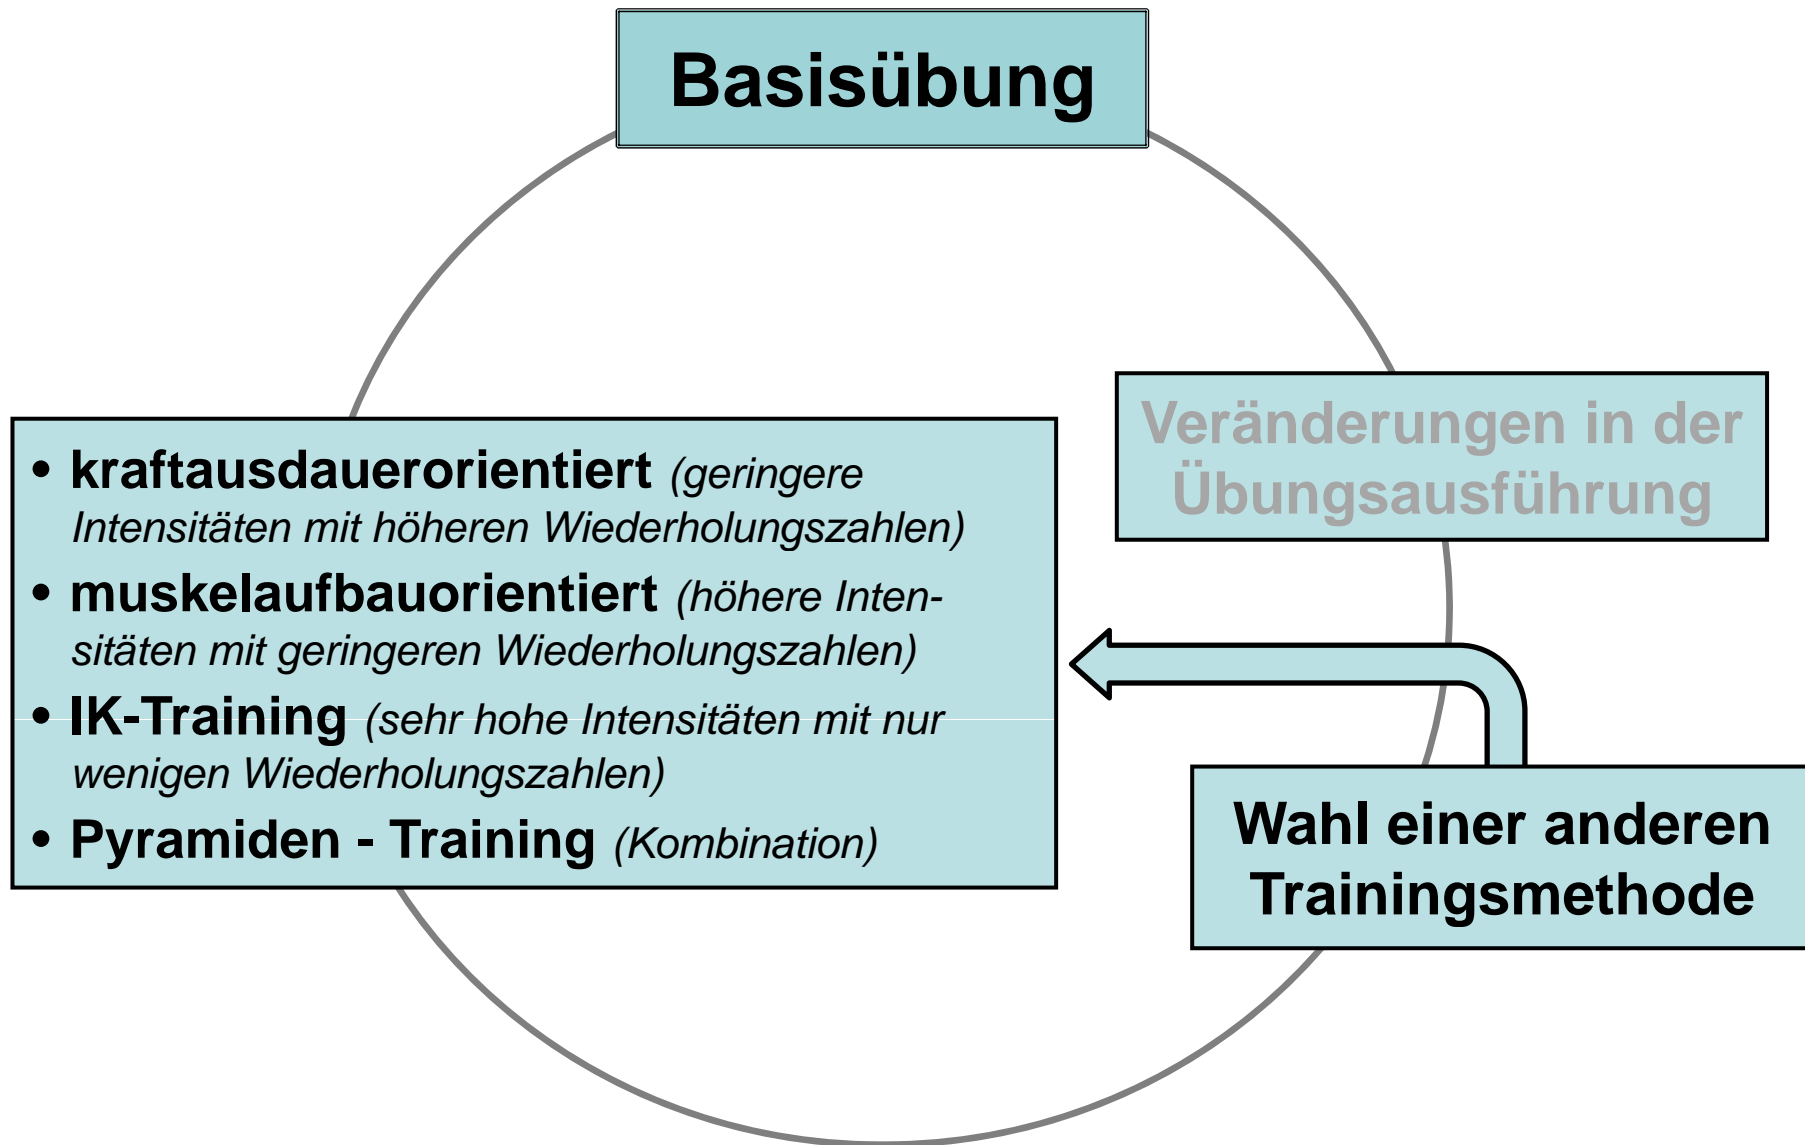 Basisübung
Veränderungen in der
Übungsausführung
• kraftausdauerorientiert (geringere
Intensitäten mit höheren Wiederholungszahlen)
• muskelaufbauorientiert (höhere Inten-
sitäten mit geringeren Wiederholungszahlen)
• IK-Training (sehr hohe Intensitäten mit nur
wenigen Wiederholungszahlen)
• Pyramiden - Training (Kombination)
Wahl einer anderen
Trainingsmethode